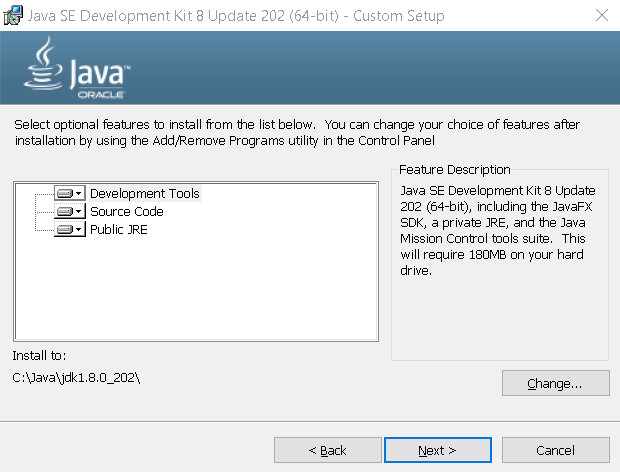 Java SE Development Kit 8 Update 202 (64-bit) - Custom Setup
Java™
ORACLE
Select optional features to install from the list below.  You can change your choice of features after
installation by using the Add/Remove Programs utility in the Control Panel
Development Tools
Source Code
Public JRE
Feature Description
Java SE Development Kit 8 Update
202 (64-bit), including the JavaFX
SDK, a private JRE, and the Java
Mission Control tools suite.  This
will require 180MB on your hard
drive.
Install to:
C:\Java\jdk1.8.0_202\
Change...
< Back
Next >
Cancel